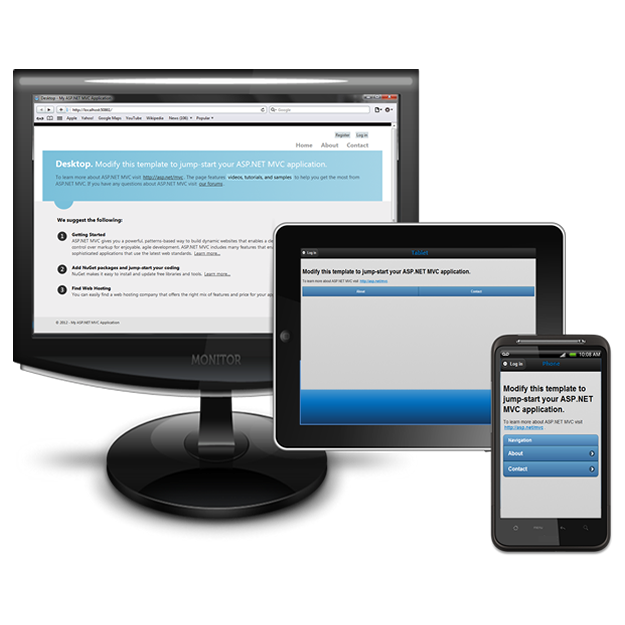 Desktop - My ASP.NET MVC Application
http://localhost:50881/
Google
Apple Yahoo! Google Maps YouTube Wikipedia News (106) Popular
Register Log in
Home About Contact
Desktop. Modify this template to jump-start your ASP.NET MVC application.
To learn more about ASP.NET MVC visit http://asp.net/mvc. The page features videos, tutorials, and samples to help you get the most from
ASP.NET MVC. If you have any questions about ASP.NET MVC visit our forums.
We suggest the following:
1 Getting Started
ASP.NET MVC gives you a powerful, patterns-based way to build dynamic websites that enables a cle
control over markup for enjoyable, agile development. ASP.NET MVC includes many features that en
sophisticated applications that use the latest web standards. Learn more...
2 Add NuGet packages and jump-start your coding
NuGet makes it easy to install and update free libraries and tools. Learn more...
3 Find Web Hosting
You can easily find a web hosting company that offers the right mix of features and price for your app
© 2012 - My ASP.NET MVC Application
MONITOR
Log in Tablet
Modify this template to jump-start your ASP.NET MVC application.
To learn more about ASP.NET MVC visit http://asp.net/mvc
About Contact
10:08 AM
Log in Phone
Modify this template to
jump-start your ASP.NET
MVC application.
To learn more about ASP.NET MVC visit
http://asp.net/mvc
Navigation
About
Contact